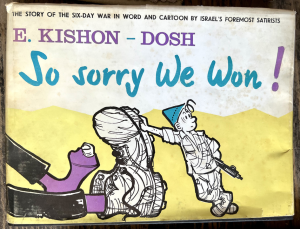 THE STORY OF THE SIX-DAY WAR IN WORD AND CARTOON BY ISRAEL'S FOREMOST SATIRISTS
E. KISHON – DOSH
So sorry We Won!